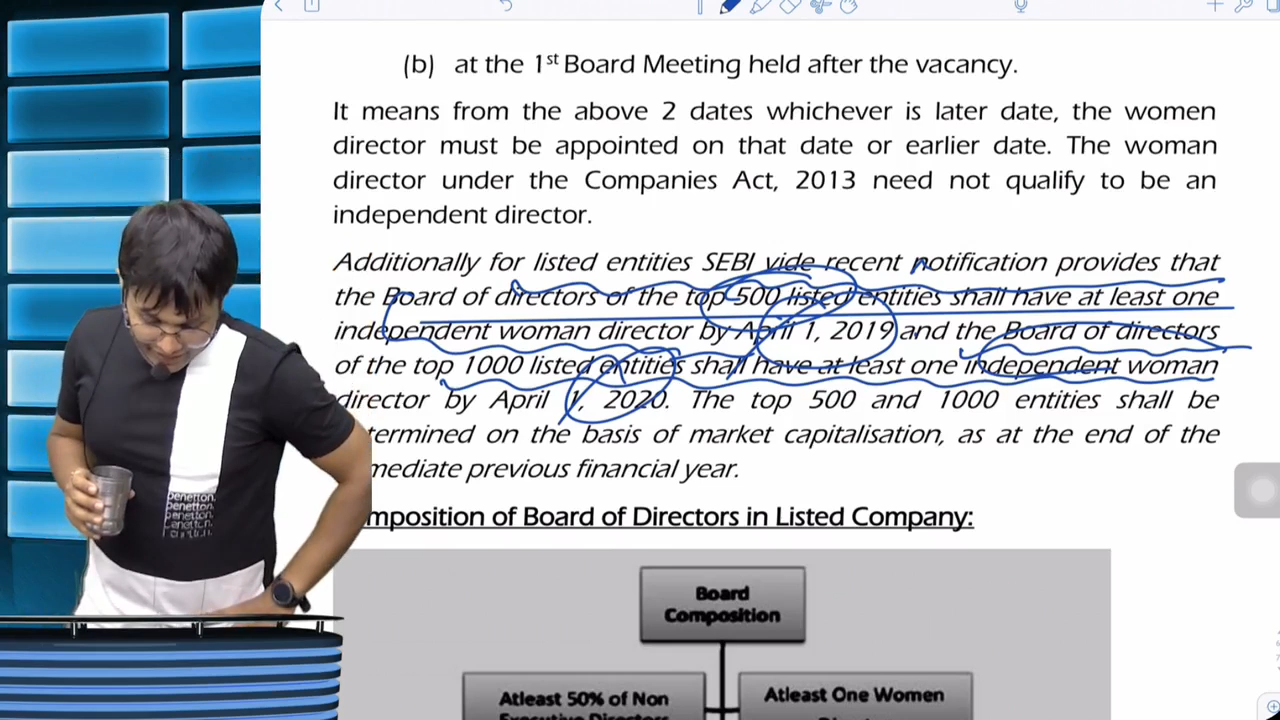 (b) at the 1st Board Meeting held after the vacancy.
It means from the above 2 dates whichever is later date, the women
director must be appointed on that date or earlier date. The woman
director under the Companies Act, 2013 need not qualify to be an
independent director.
Additionally for listed entities SEBI vide recent notification provides that
the Board of directors of the top 500 listed entities shall have at least one
independent woman director by April 1, 2019 and the Board of directors
of the top 1000 listed entities shall have at least one independent woman
director by April 1, 2020. The top 500 and 1000 entities shall be
termined on the basis of market capitalisation, as at the end of the
mediate previous financial year.
mposition of Board of Directors in Listed Company:
Board
Composition
Atleast 50% of Non
Executive Directors
Atleast One Women
penetton.
penetton.
penetton.